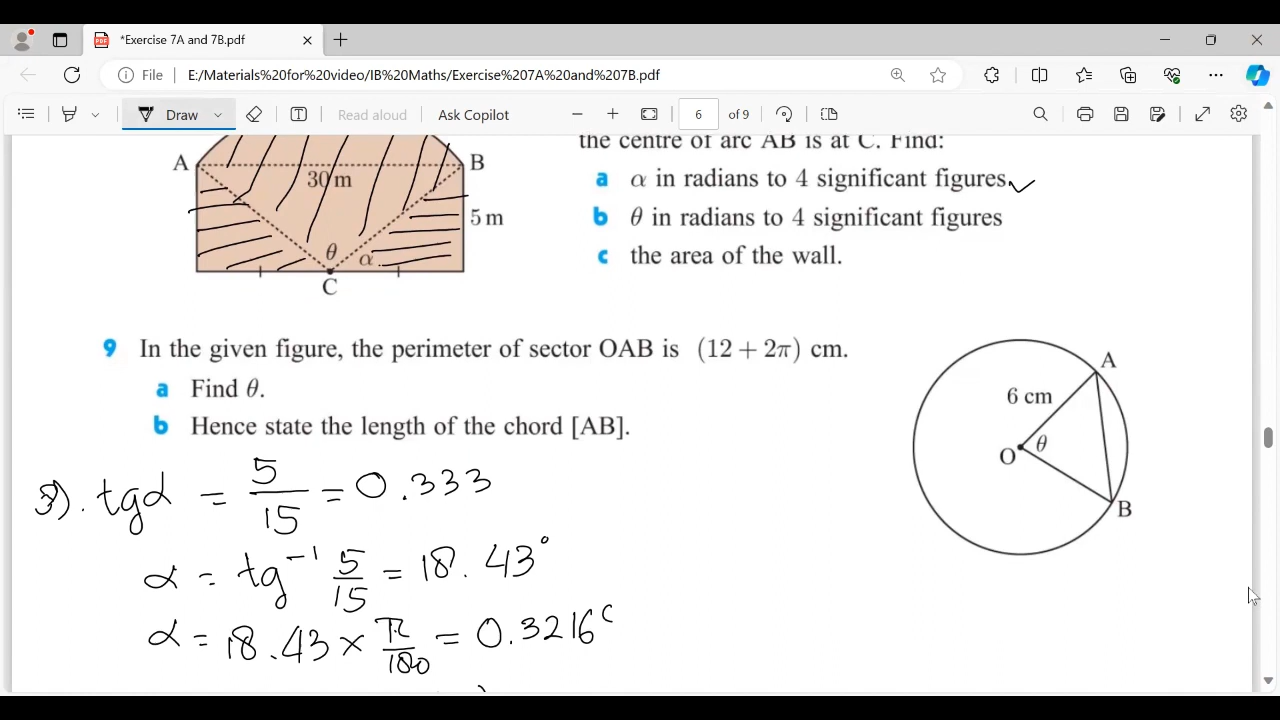 *Exercise 7A and 7B.pdf
File E:/Materials%20for%20video/IB%20Maths/Exercise%207A%20and%207B.pdf
Draw Read aloud Ask Copilot 6 of 9
the centre of arc AB is at C. Find:
A B
30 m
a α in radians to 4 significant figures
5 m
b θ in radians to 4 significant figures
θ α
c the area of the wall.
C
9 In the given figure, the perimeter of sector OAB is (12 + 2π) cm.
a Find θ.
b Hence state the length of the chord [AB].
A
6 cm
O θ
B
8). tgα = 5/15 = 0.333
α = tg⁻¹ 5/15 = 18.43°
α = 18.43 × π/180 = 0.3216ᶜ